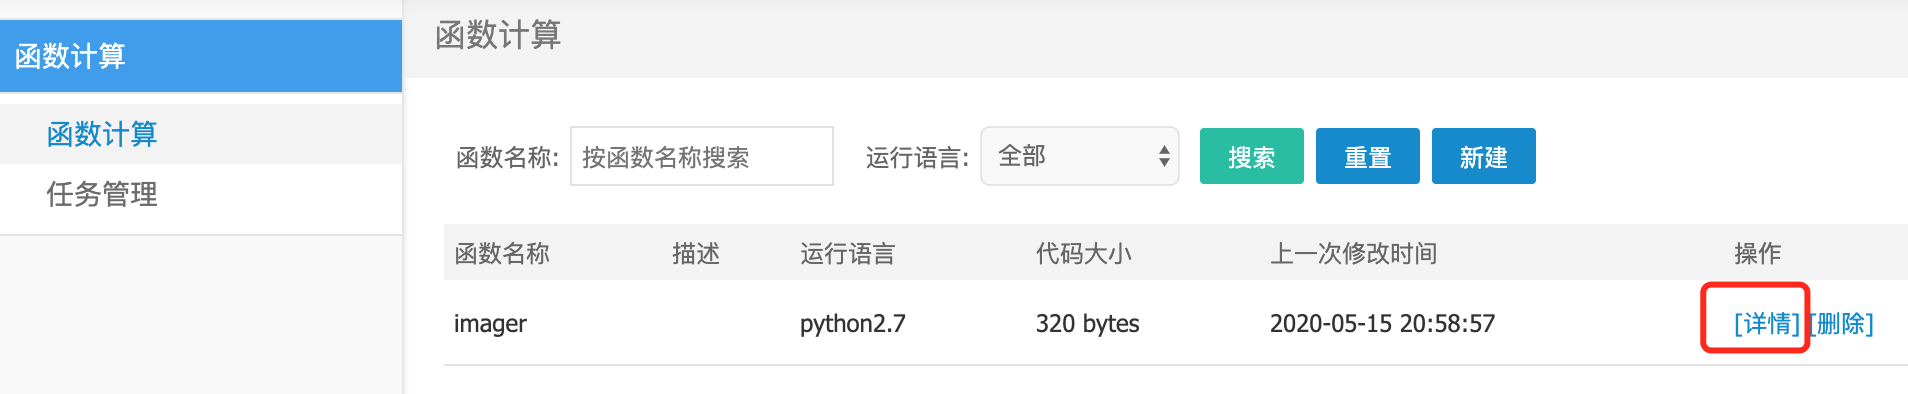 函数计算
函数计算
函数计算
任务管理
函数名称: 按函数名称搜索 运行语言: 全部 搜索 重置 新建
函数名称 描述 运行语言 代码大小 上一次修改时间 操作
imager python2.7 320 bytes 2020-05-15 20:58:57 [详情] [删除]